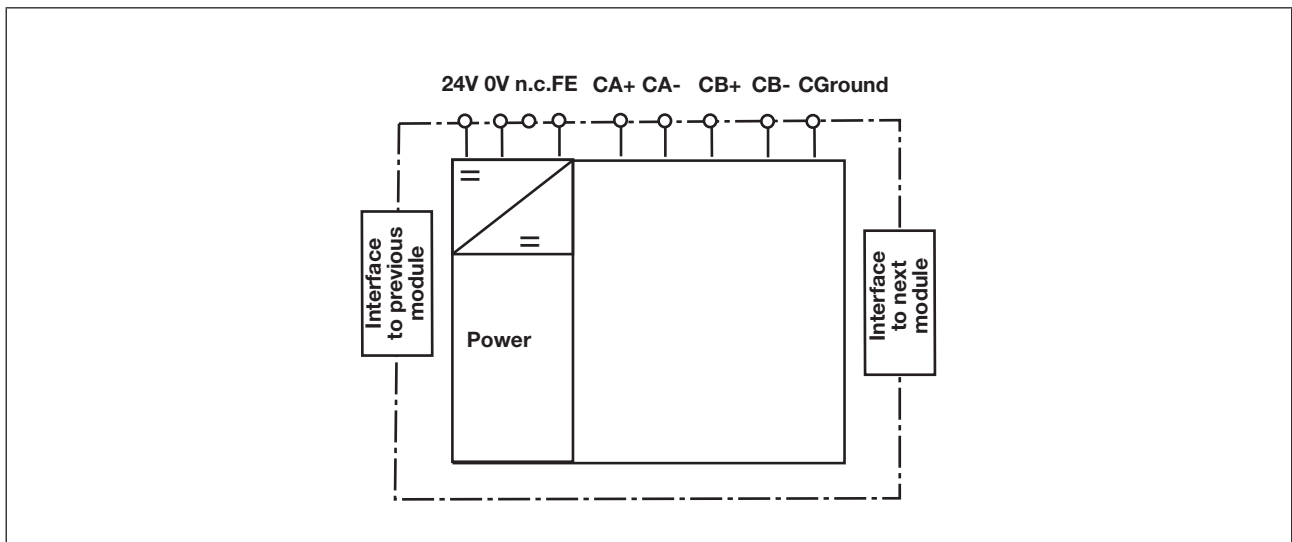 24V 0V n.c.FE CA+ CA- CB+ CB- CGround
Interface
to previous
module
Power
Interface
to next
module